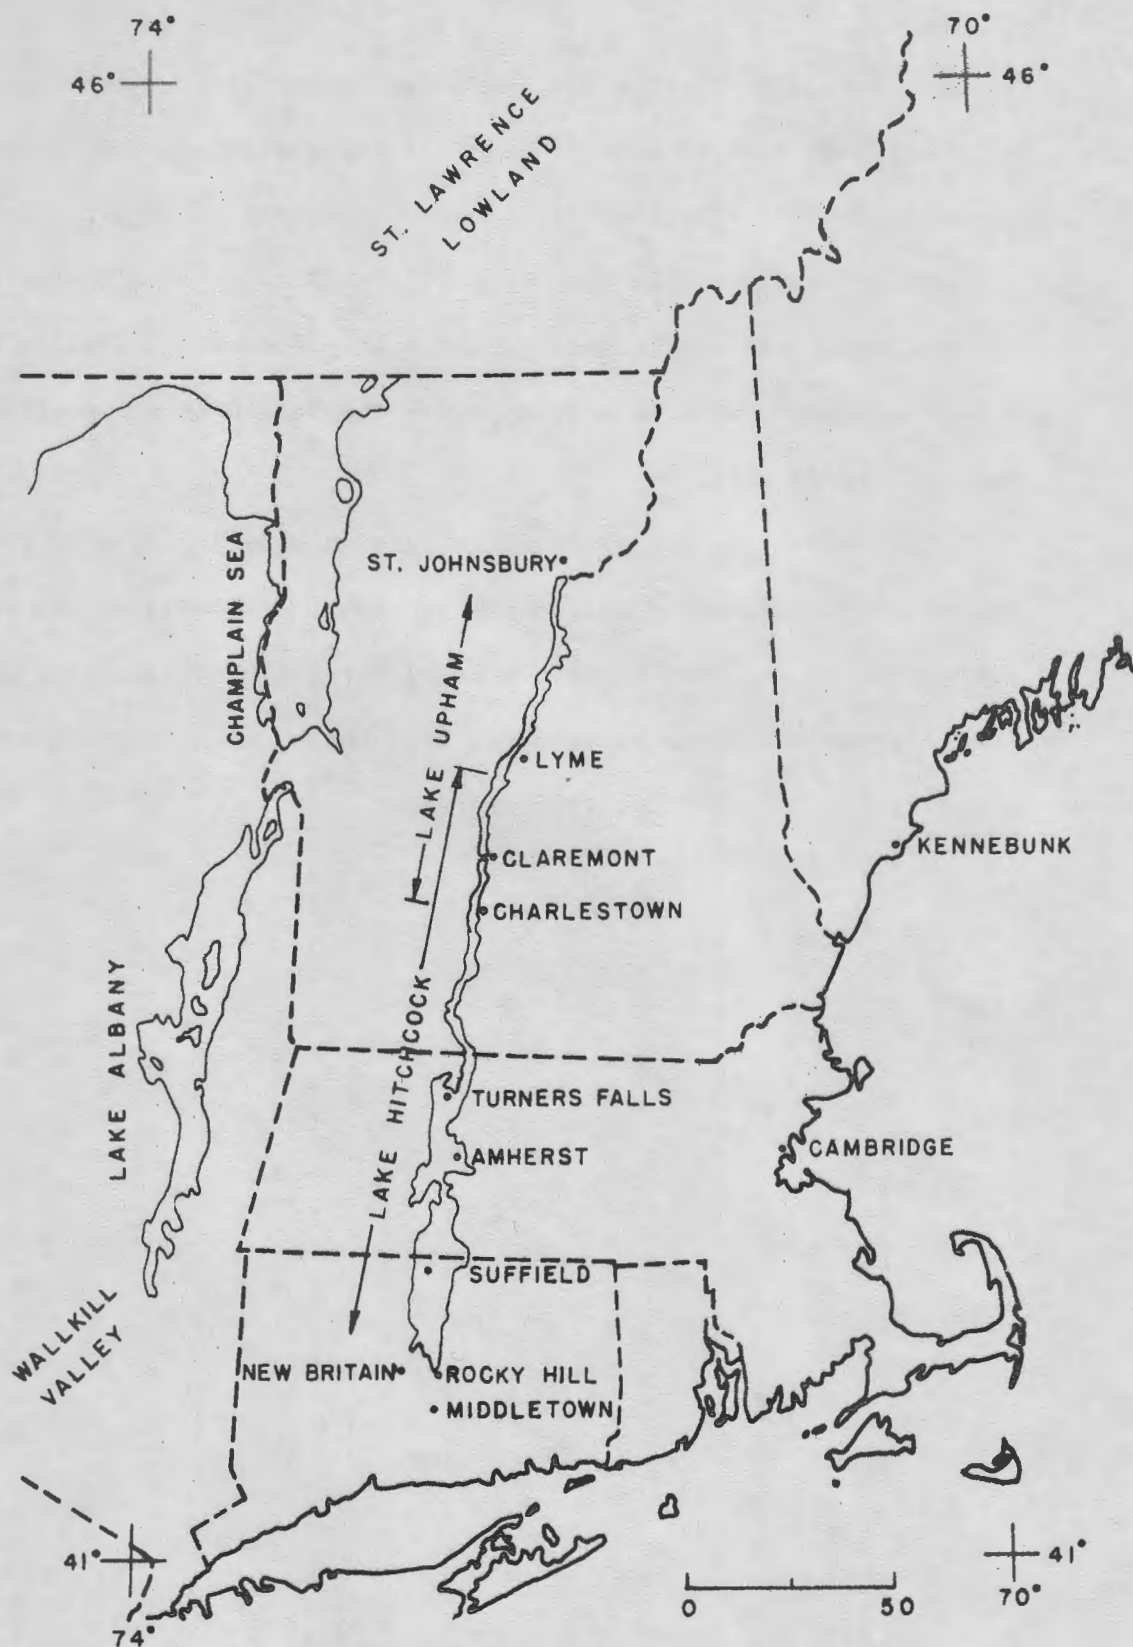 74°
70°
46°
46°
ST. LAWRENCE
LOWLAND
CHAMPLAIN SEA
ST. JOHNSBURY
LAKE UPHAM
LYME
CLAREMONT
CHARLESTOWN
KENNEBUNK
LAKE ALBANY
LAKE HITCHCOCK
TURNERS FALLS
AMHERST
CAMBRIDGE
SUFFIELD
WALLKILL
VALLEY
NEW BRITAIN
ROCKY HILL
MIDDLETOWN
41°
41°
74°
70°
0 50